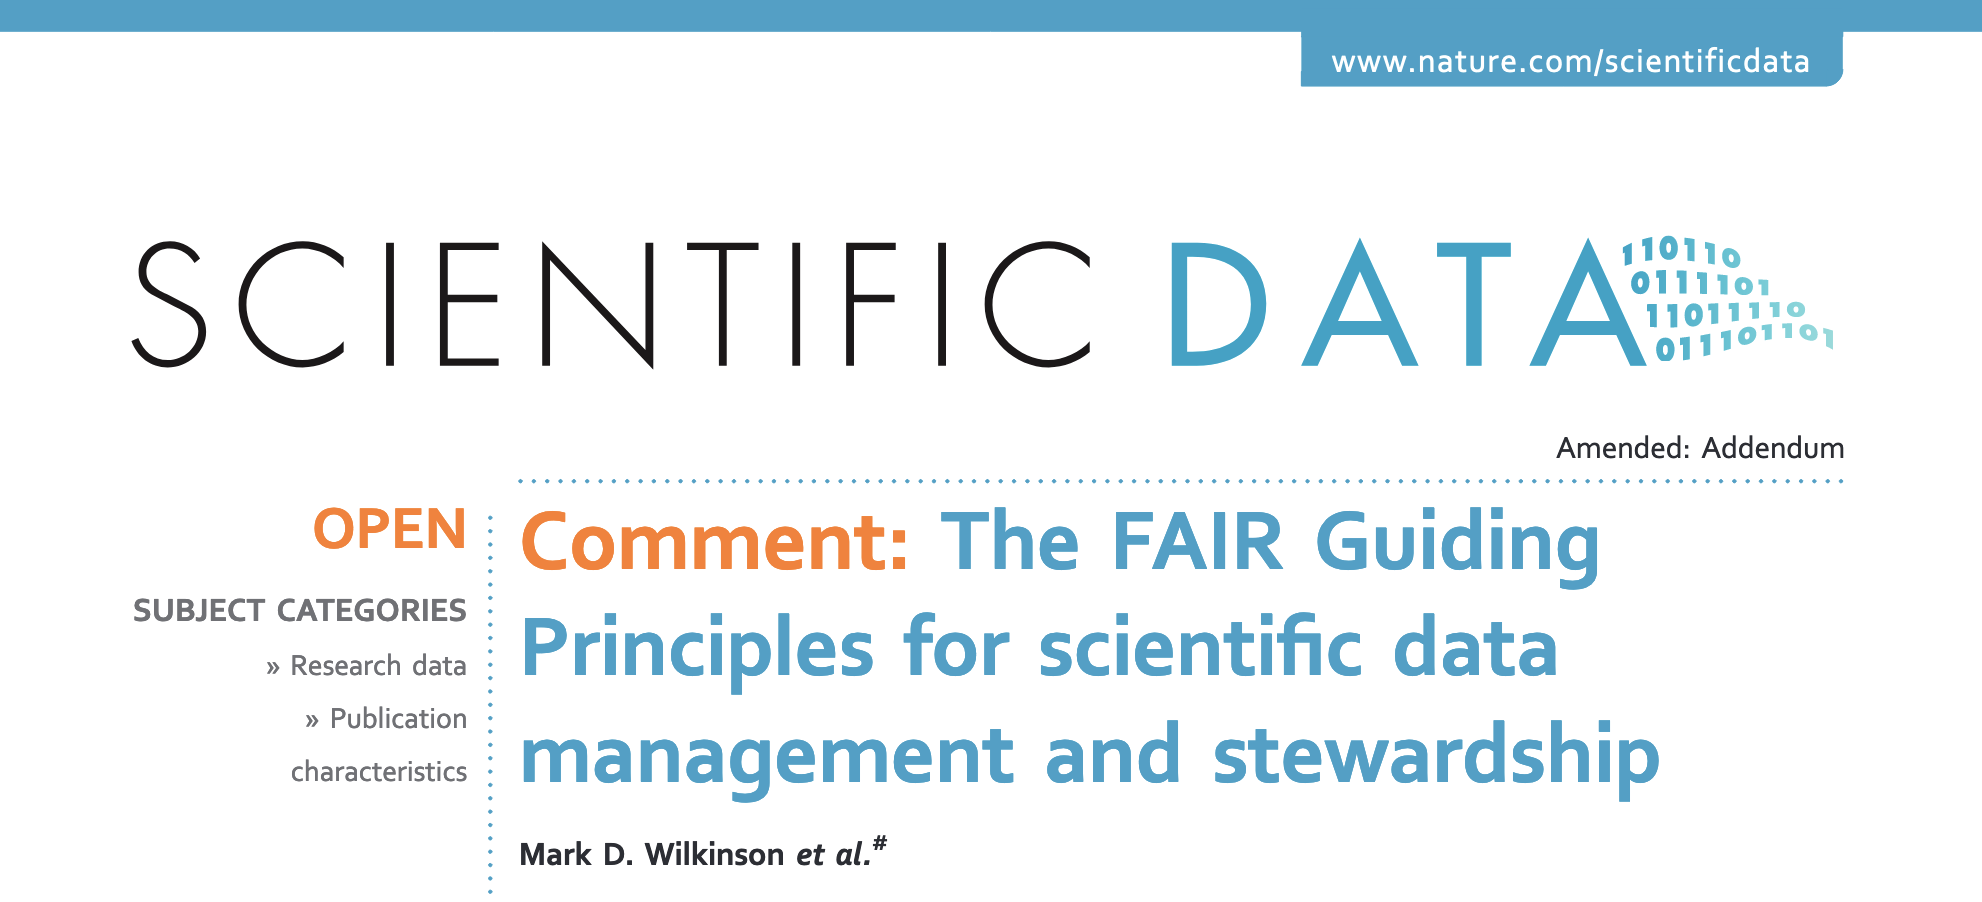 www.nature.com/scientificdata
SCIENTIFIC DATA
110110
0111101
11011110
011101101
Amended: Addendum
OPEN
SUBJECT CATEGORIES
» Research data
» Publication
characteristics
Comment: The FAIR Guiding
Principles for scientific data
management and stewardship
Mark D. Wilkinson et al.#